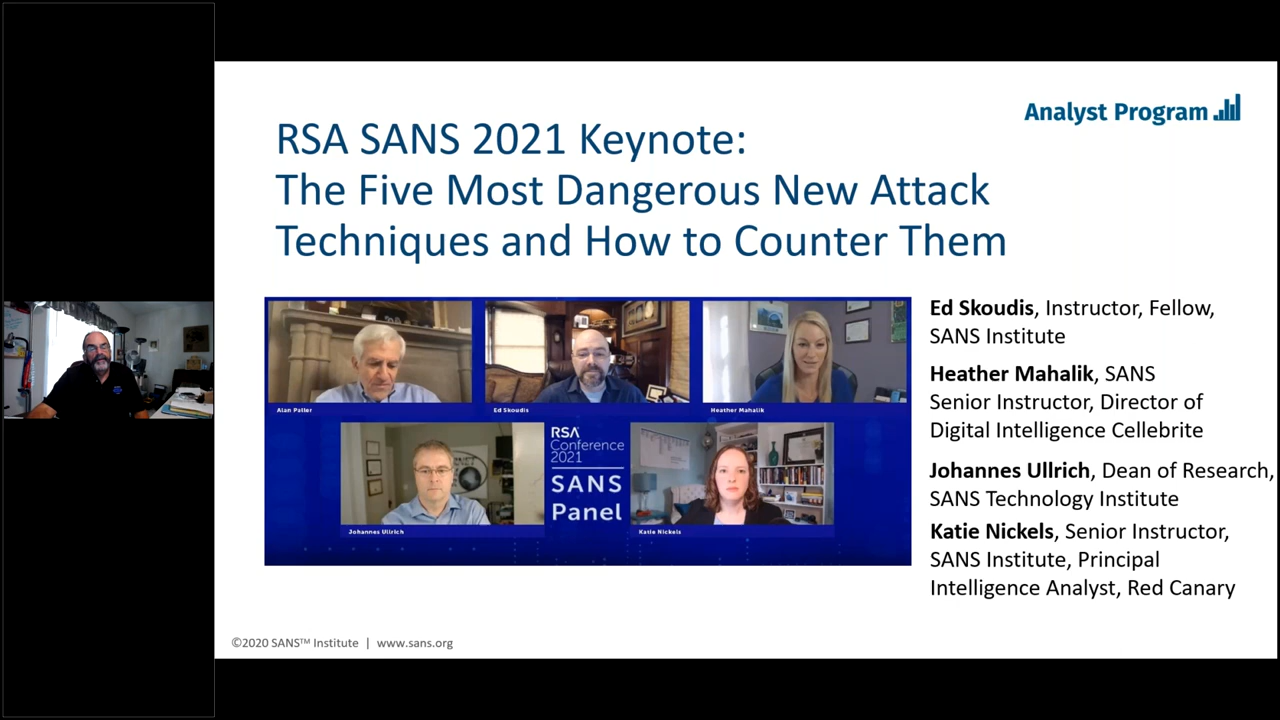 Analyst Program
RSA SANS 2021 Keynote:
The Five Most Dangerous New Attack
Techniques and How to Counter Them
Alan Paller
Ed Skoudis
Heather Mahalik
Johannes Ullrich
RSA
Conference
2021
SANS
Panel
Katie Nickels
Ed Skoudis, Instructor, Fellow,
SANS Institute
Heather Mahalik, SANS
Senior Instructor, Director of
Digital Intelligence Cellebrite
Johannes Ullrich, Dean of Research,
SANS Technology Institute
Katie Nickels, Senior Instructor,
SANS Institute, Principal
Intelligence Analyst, Red Canary
©2020 SANS™ Institute | www.sans.org